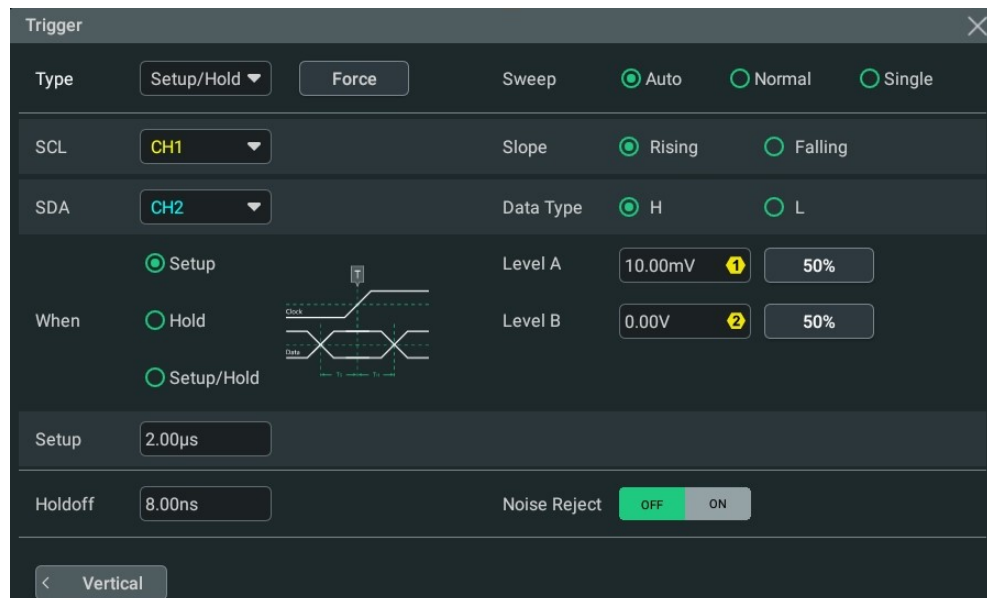 Trigger
Type Setup/Hold Force Sweep Auto Normal Single
SCL CH1 Slope Rising Falling
SDA CH2 Data Type H L
Setup
T
Level A 10.00mV 1 50%
When Hold
Clock
Level B 0.00V 2 50%
Data
Setup/Hold
Setup 2.00µs
Holdoff 8.00ns Noise Reject OFF ON
< Vertical